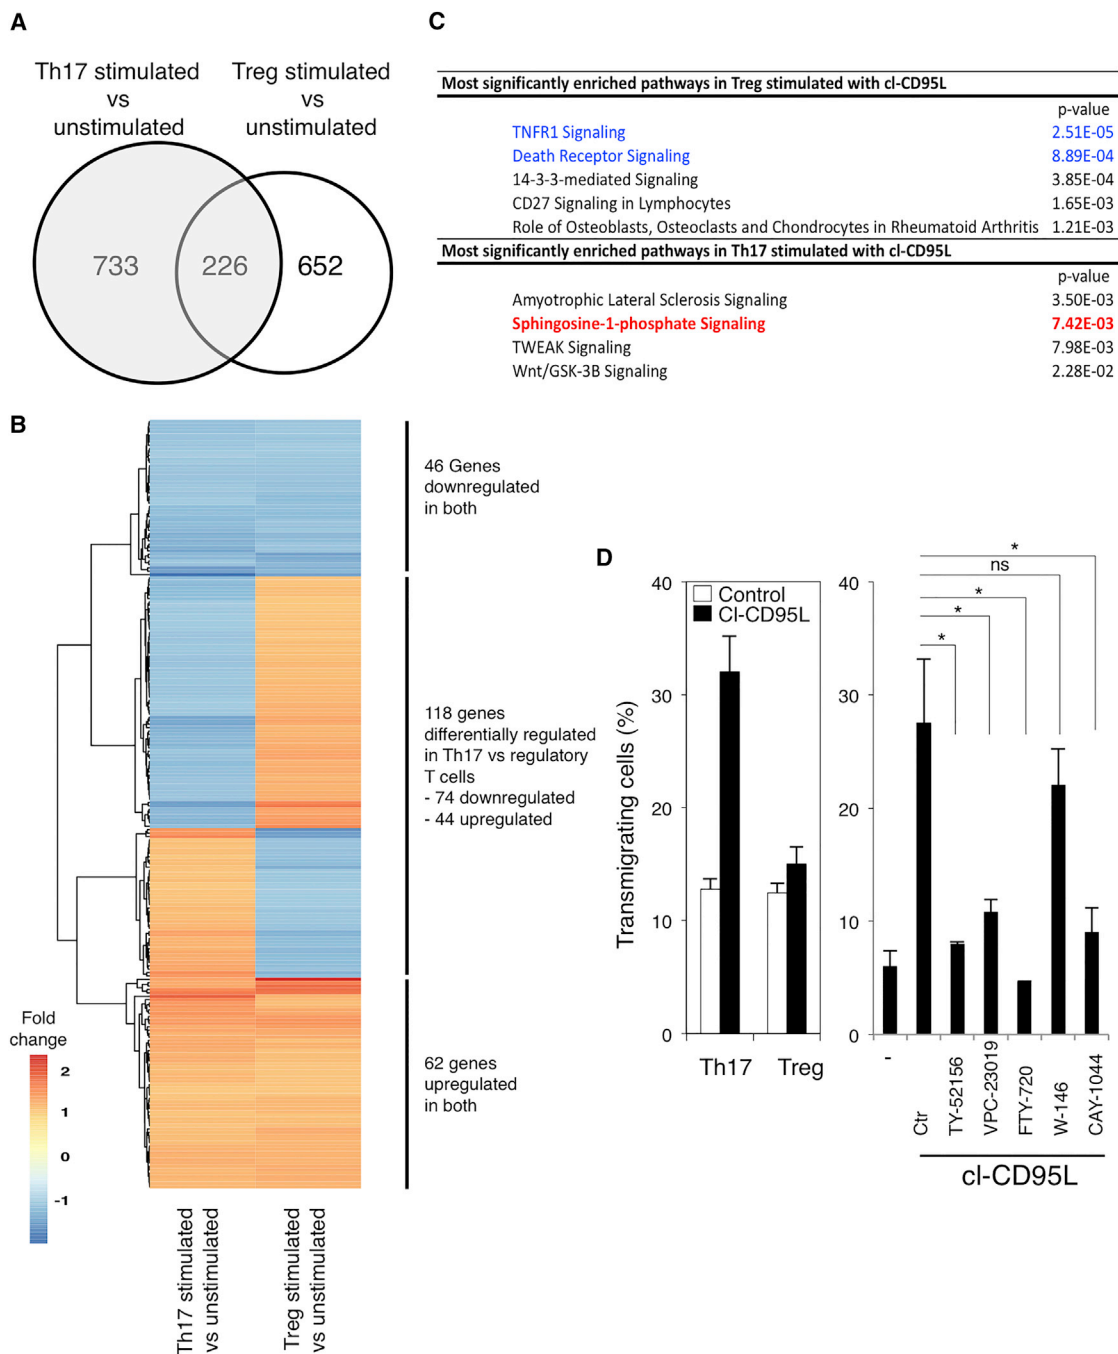 A
Th17 stimulated
vs
unstimulated
Treg stimulated
vs
unstimulated
733
226
652
C
Most significantly enriched pathways in Treg stimulated with cl-CD95L
p-value
TNFR1 Signaling 2.51E-05
Death Receptor Signaling 8.89E-04
14-3-3-mediated Signaling 3.85E-04
CD27 Signaling in Lymphocytes 1.65E-03
Role of Osteoblasts, Osteoclasts and Chondrocytes in Rheumatoid Arthritis 1.21E-03
Most significantly enriched pathways in Th17 stimulated with cl-CD95L
p-value
Amyotrophic Lateral Sclerosis Signaling 3.50E-03
Sphingosine-1-phosphate Signaling 7.42E-03
TWEAK Signaling 7.98E-03
Wnt/GSK-3B Signaling 2.28E-02
B
46 Genes
downregulated
in both
118 genes
differentially regulated
in Th17 vs regulatory
T cells
- 74 downregulated
- 44 upregulated
62 genes
upregulated
in both
Fold
change
2
1
0
-1
Th17 stimulated
vs unstimulated
Treg stimulated
vs unstimulated
D
Transmigrating cells (%)
40
30
20
10
0
Control
Cl-CD95L
Th17
Treg
40
30
20
10
0
*
ns
*
*
*
-
Ctr
TY-52156
VPC-23019
FTY-720
W-146
CAY-1044
cl-CD95L